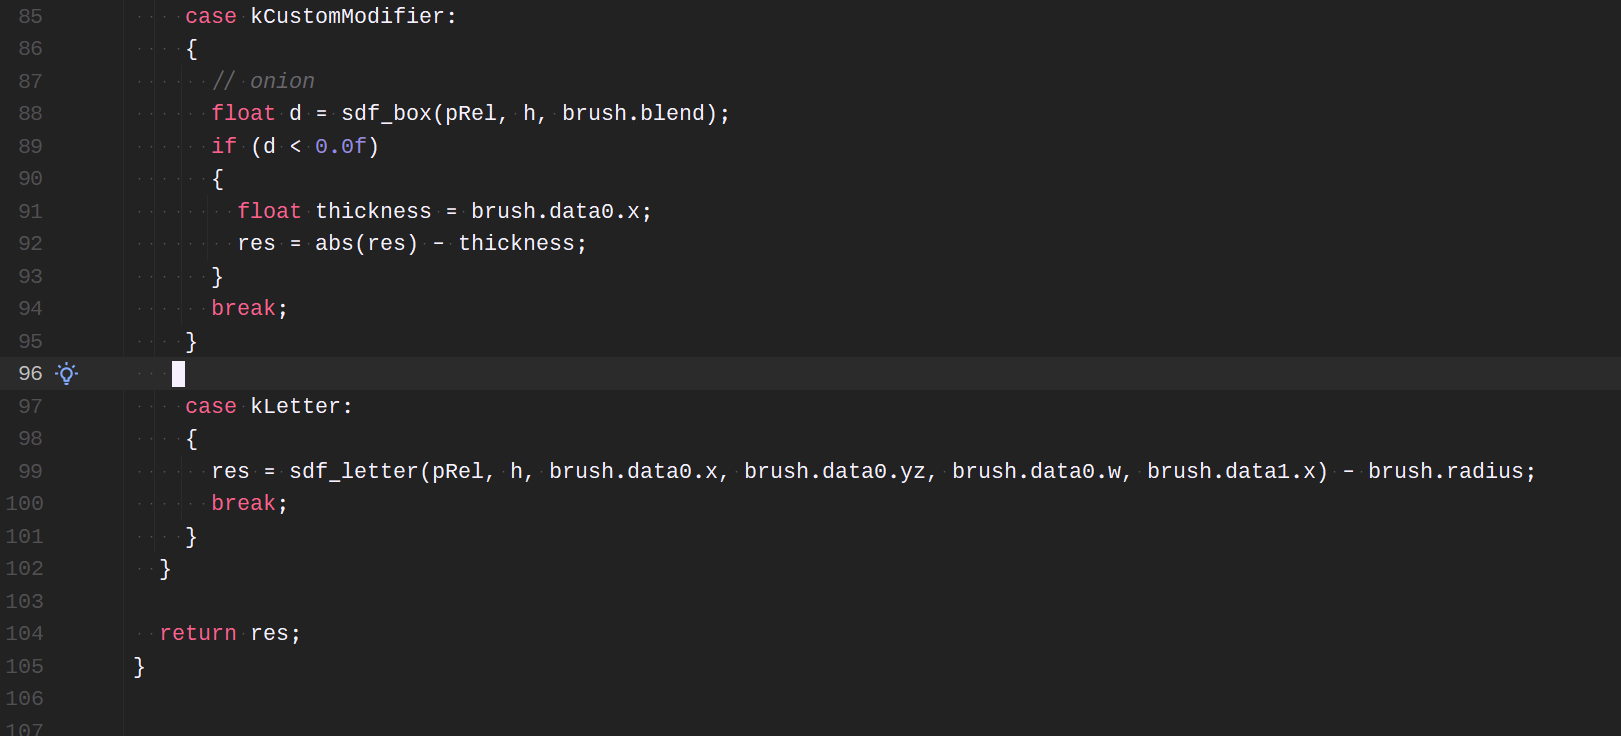 85 case kCustomModifier:
86 {
87 // onion
88 float d = sdf_box(pRel, h, brush.blend);
89 if (d < 0.0f)
90 {
91 float thickness = brush.data0.x;
92 res = abs(res) - thickness;
93 }
94 break;
95 }
96
97 case kLetter:
98 {
99 res = sdf_letter(pRel, h, brush.data0.x, brush.data0.yz, brush.data0.w, brush.data1.x) - brush.radius;
100 break;
101 }
102 }
103
104 return res;
105 }
106
107